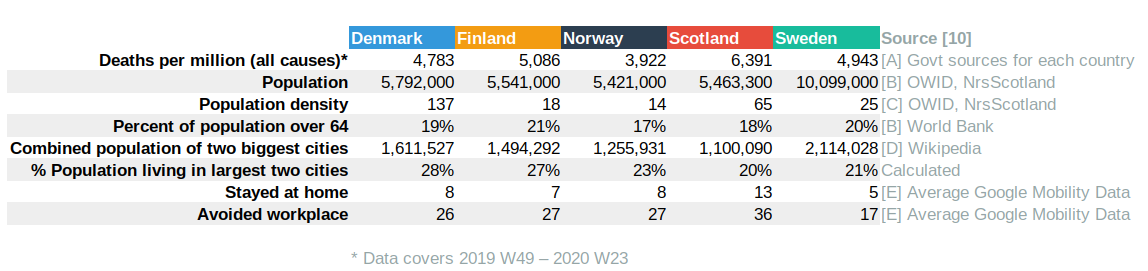 Denmark Finland Norway Scotland Sweden Source [10]
Deaths per million (all causes)* 4,783 5,086 3,922 6,391 4,943 [A] Govt sources for each country
Population 5,792,000 5,541,000 5,421,000 5,463,300 10,099,000 [B] OWID, NrsScotland
Population density 137 18 14 65 25 [C] OWID, NrsScotland
Percent of population over 64 19% 21% 17% 18% 20% [B] World Bank
Combined population of two biggest cities 1,611,527 1,494,292 1,255,931 1,100,090 2,114,028 [D] Wikipedia
% Population living in largest two cities 28% 27% 23% 20% 21% Calculated
Stayed at home 8 7 8 13 5 [E] Average Google Mobility Data
Avoided workplace 26 27 27 36 17 [E] Average Google Mobility Data
* Data covers 2019 W49 – 2020 W23